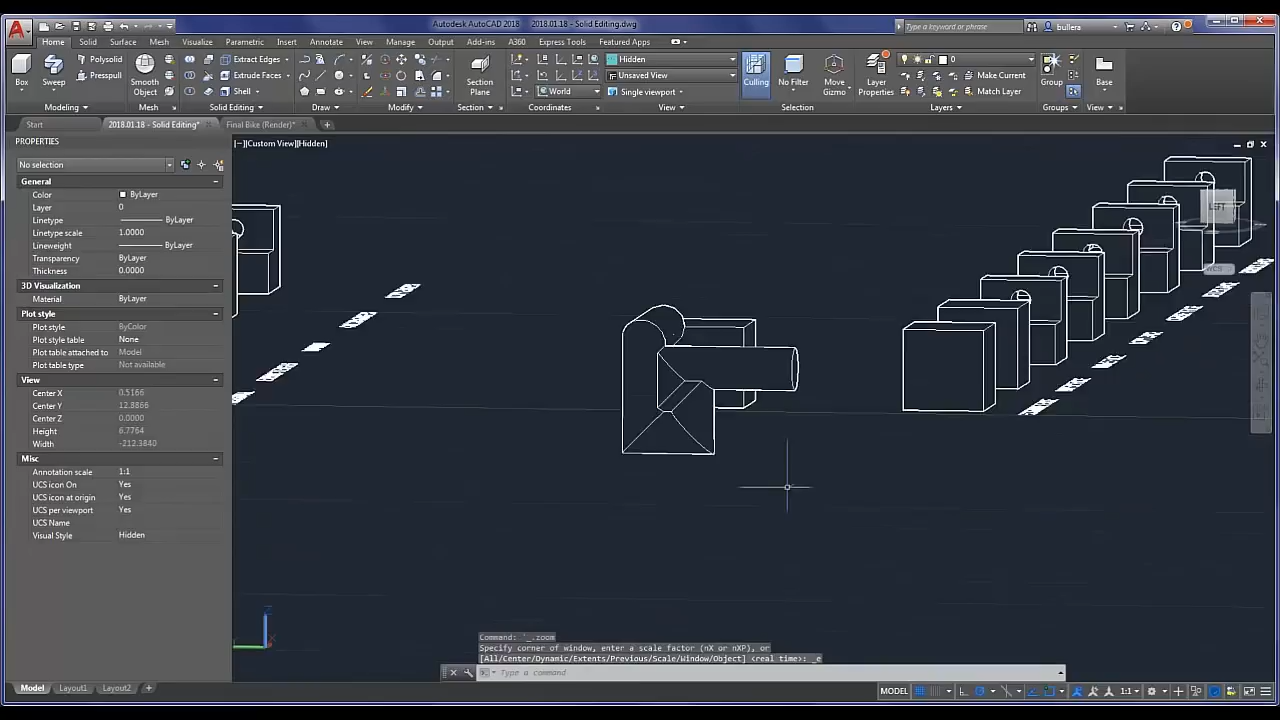 Autodesk AutoCAD 2018 2018.01.18 - Solid Editing.dwg
Type a keyword or phrase
bullera
Home Solid Surface Mesh Visualize Parametric Insert Annotate View Manage Output Add-ins A360 Express Tools Featured Apps
Box
Sweep
Polysolid
Presspull
Smooth
Object
Extract Edges
Extrude Faces
Shell
Section
Plane
World
Hidden
Unsaved View
Single viewport
Culling
No Filter
Move
Gizmo
Layer
Properties
0
Make Current
Match Layer
Group
Base
Modeling
Mesh
Solid Editing
Draw
Modify
Section
Coordinates
View
Selection
Layers
Groups
View
Start
2018.01.18 - Solid Editing*
Final Bike (Render)*
PROPERTIES
[−][Custom View][Hidden]
No selection
General
Color ByLayer
Layer 0
Linetype ByLayer
Linetype scale 1.0000
Lineweight ByLayer
Transparency ByLayer
Thickness 0.0000
3D Visualization
Material ByLayer
Plot style
Plot style ByColor
Plot style table None
Plot table attached to Model
Plot table type Not available
View
Center X 0.5166
Center Y 12.8866
Center Z 0.0000
Height 6.7764
Width -212.3840
Misc
Annotation scale 1:1
UCS icon On Yes
UCS icon at origin Yes
UCS per viewport Yes
UCS Name
Visual Style Hidden
Command: '_.zoom
Specify corner of window, enter a scale factor (nX or nXP), or
[All/Center/Dynamic/Extents/Previous/Scale/Window/Object] <real time>: _e
Type a command
Model Layout1 Layout2
MODEL
1:1